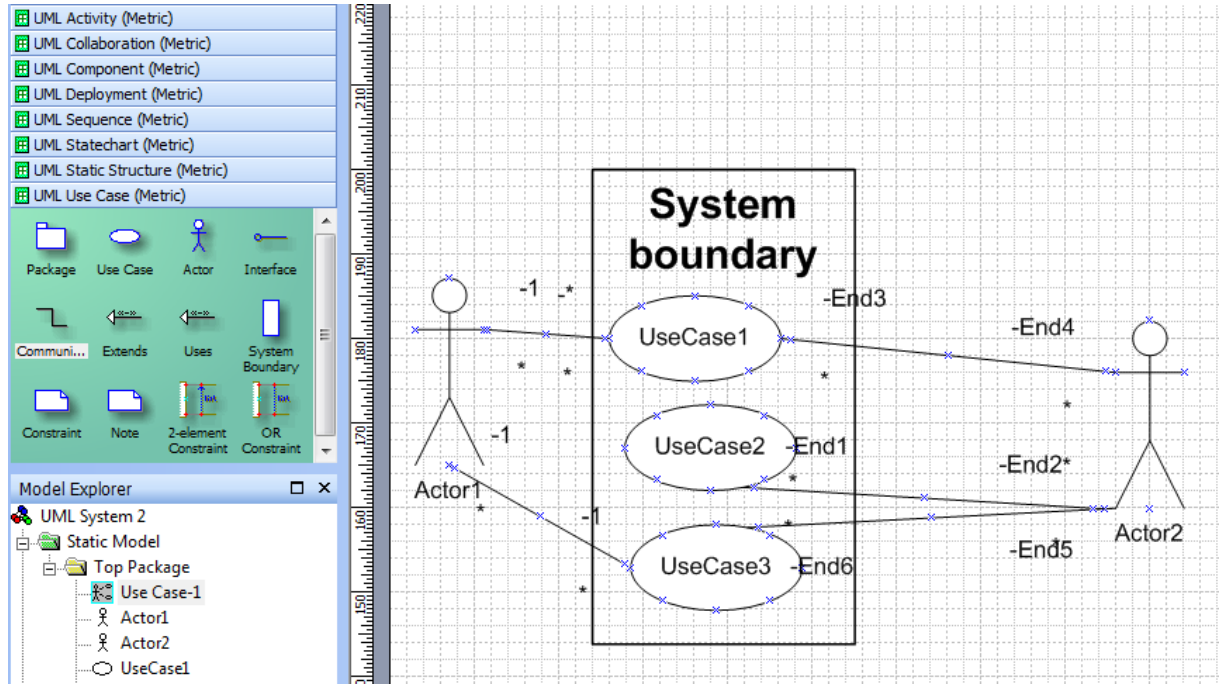 UML Activity (Metric)
UML Collaboration (Metric)
UML Component (Metric)
UML Deployment (Metric)
UML Sequence (Metric)
UML Statechart (Metric)
UML Static Structure (Metric)
UML Use Case (Metric)
Package Use Case Actor Interface
Communi... Extends Uses System Boundary
Constraint Note 2-element Constraint OR Constraint
Model Explorer
UML System 2
Static Model
Top Package
Use Case-1
Actor1
Actor2
UseCase1
220
210
200
190
180
170
160
150
System
boundary
-1 -*
-End3
-End4
UseCase1
* *
*
*
-1
UseCase2 -End1
-End2*
*
Actor1
*
-1
*
Actor2
-End5
*
UseCase3 -End6
*